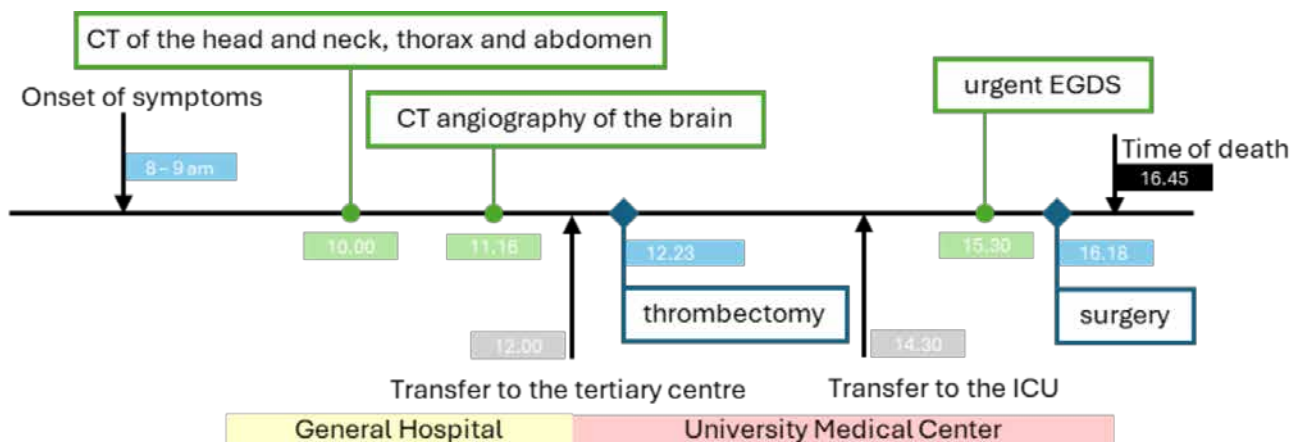 CT of the head and neck, thorax and abdomen
Onset of symptoms
urgent EGDS
CT angiography of the brain
Time of death
8 – 9 am
16.45
10.00
11.16
12.23
15.30
16.18
thrombectomy
surgery
12.00
14.30
Transfer to the tertiary centre
Transfer to the ICU
General Hospital
University Medical Center